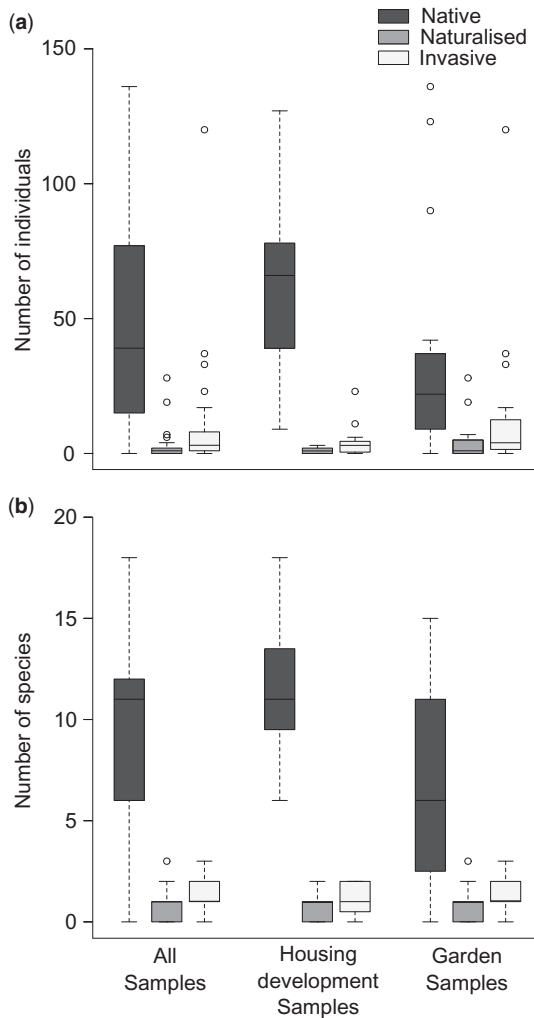 (a)
Native
Naturalised
Invasive
150
100
50
0
Number of individuals
(b)
20
15
10
5
0
Number of species
All
Samples
Housing
development
Samples
Garden
Samples